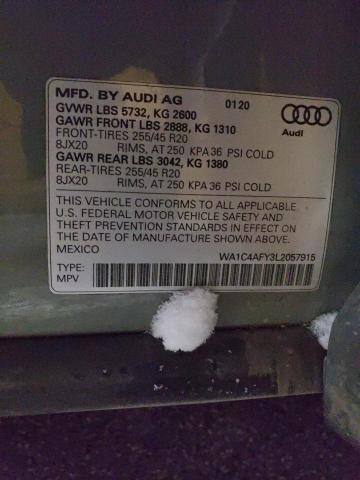 MFD. BY AUDI AG 0120
GVWR LBS 5732, KG 2600
GAWR FRONT LBS 2888, KG 1310
FRONT-TIRES 255/45 R20
8JX20 RIMS, AT 250 KPA 36 PSI COLD
GAWR REAR LBS 3042, KG 1380
REAR-TIRES 255/45 R20
8JX20 RIMS, AT 250 KPA 36 PSI COLD
Audi
THIS VEHICLE CONFORMS TO ALL APPLICABLE
U.S. FEDERAL MOTOR VEHICLE SAFETY AND
THEFT PREVENTION STANDARDS IN EFFECT ON
THE DATE OF MANUFACTURE SHOWN ABOVE.
MEXICO WA1C4AFY3L2057915
TYPE:
MPV